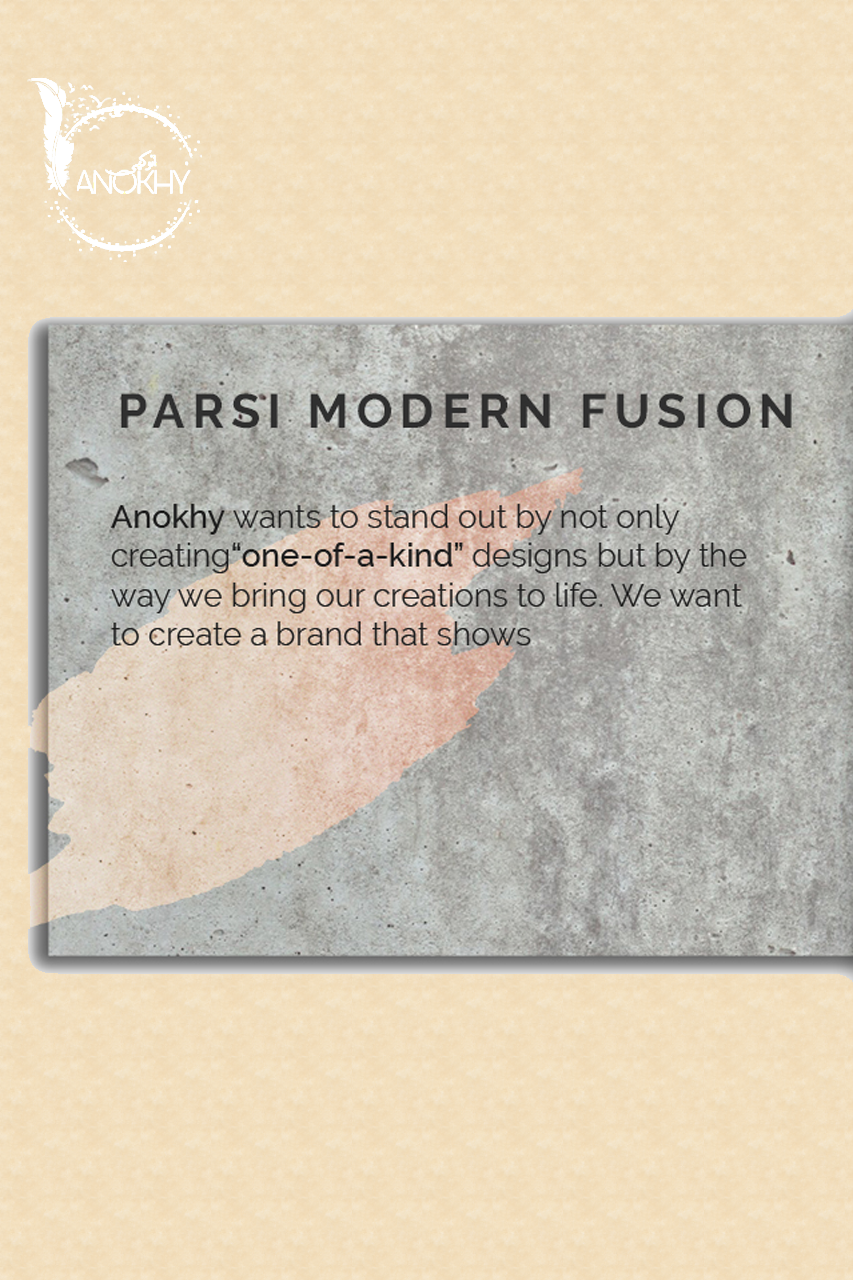 ANOKHY
PARSI MODERN FUSION
Anokhy wants to stand out by not only
creating“one-of-a-kind” designs but by the
way we bring our creations to life. We want
to create a brand that shows